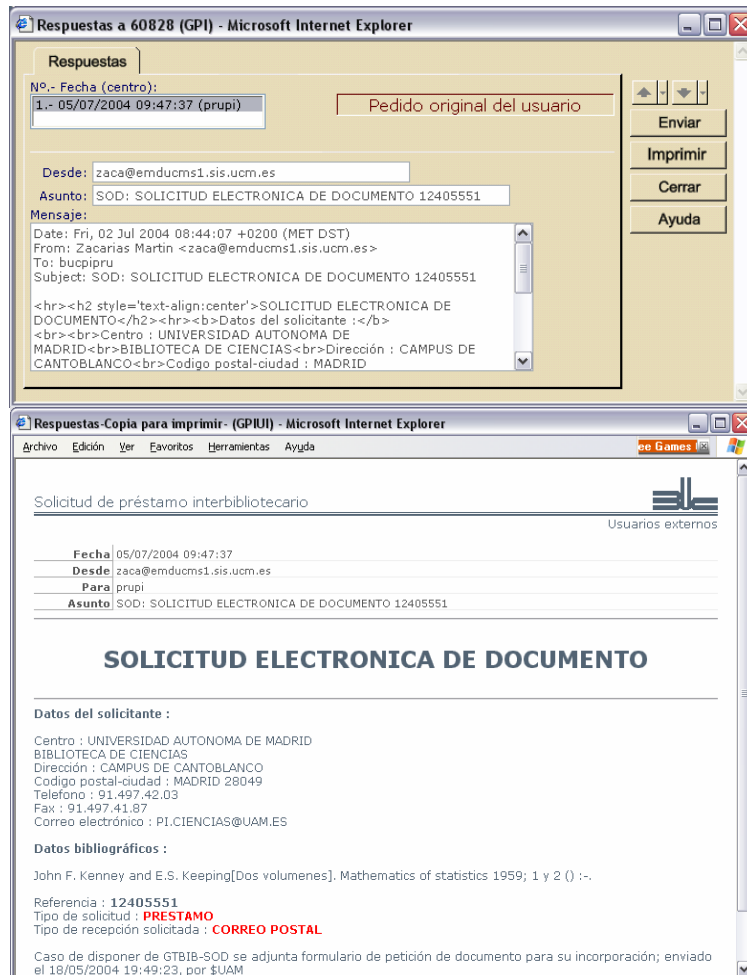 Respuestas a 60828 (GPI) - Microsoft Internet Explorer
Respuestas
Nº.- Fecha (centro):
1.- 05/07/2004 09:47:37 (prupi)
Pedido original del usuario
Enviar
Imprimir
Cerrar
Ayuda
Desde: zaca@emducms1.sis.ucm.es
Asunto: SOD: SOLICITUD ELECTRONICA DE DOCUMENTO 12405551
Mensaje:
Date: Fri, 02 Jul 2004 08:44:07 +0200 (MET DST)
From: Zacarias Martin <zaca@emducms1.sis.ucm.es>
To: bucpipru
Subject: SOD: SOLICITUD ELECTRONICA DE DOCUMENTO 12405551
<hr><h2 style='text-align:center'>SOLICITUD ELECTRONICA DE
DOCUMENTO</h2><hr><b>Datos del solicitante :</b>
<br><br>Centro : UNIVERSIDAD AUTONOMA DE
MADRID<br>BIBLIOTECA DE CIENCIAS<br>Dirección : CAMPUS DE
CANTOBLANCO<br>Codigo postal-ciudad : MADRID
Respuestas-Copia para imprimir- (GPIUI) - Microsoft Internet Explorer
Archivo Edición Ver Favoritos Herramientas Ayuda
ee Games
Solicitud de préstamo interbibliotecario
Usuarios externos
Fecha 05/07/2004 09:47:37
Desde zaca@emducms1.sis.ucm.es
Para prupi
Asunto SOD: SOLICITUD ELECTRONICA DE DOCUMENTO 12405551
SOLICITUD ELECTRONICA DE DOCUMENTO
Datos del solicitante :
Centro : UNIVERSIDAD AUTONOMA DE MADRID
BIBLIOTECA DE CIENCIAS
Dirección : CAMPUS DE CANTOBLANCO
Codigo postal-ciudad : MADRID 28049
Telefono : 91.497.42.03
Fax : 91.497.41.87
Correo electrónico : PI.CIENCIAS@UAM.ES
Datos bibliográficos :
John F. Kenney and E.S. Keeping[Dos volumenes]. Mathematics of statistics 1959; 1 y 2 () :-.
Referencia : 12405551
Tipo de solicitud : PRESTAMO
Tipo de recepción solicitada : CORREO POSTAL
Caso de disponer de GTBIB-SOD se adjunta formulario de petición de documento para su incorporación; enviado
el 18/05/2004 19:49:23, por $UAM